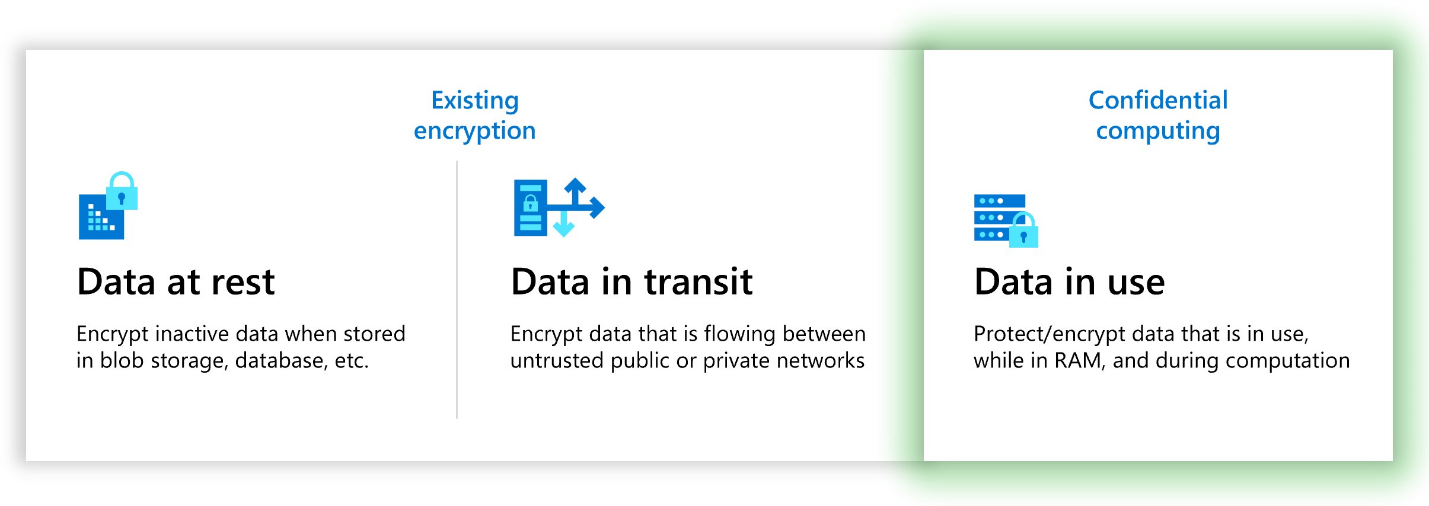 Existing
encryption
Data at rest
Encrypt inactive data when stored
in blob storage, database, etc.
Data in transit
Encrypt data that is flowing between
untrusted public or private networks
Confidential
computing
Data in use
Protect/encrypt data that is in use,
while in RAM, and during computation